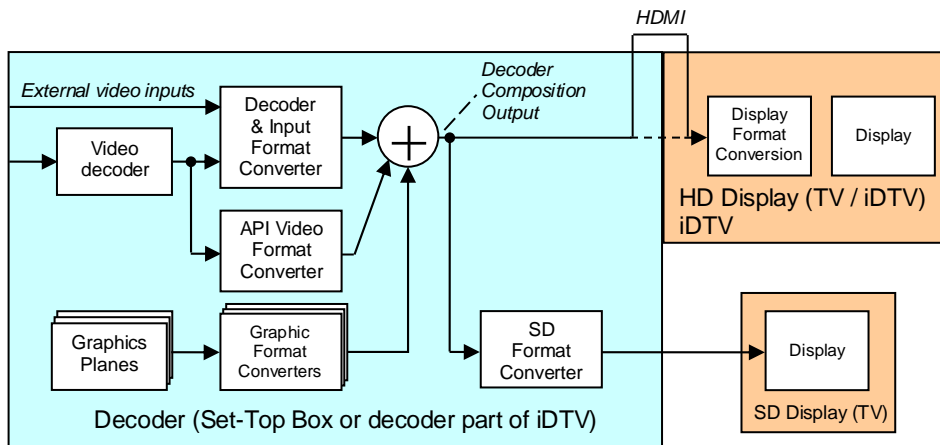 HDMI
External video inputs
Decoder
Composition
Output
Decoder
& Input
Format
Converter
Video
decoder
+
Display
Format
Conversion
Display
HD Display (TV / iDTV)
iDTV
API Video
Format
Converter
Graphics
Planes
Graphic
Format
Converters
SD
Format
Converter
Display
SD Display (TV)
Decoder (Set-Top Box or decoder part of iDTV)